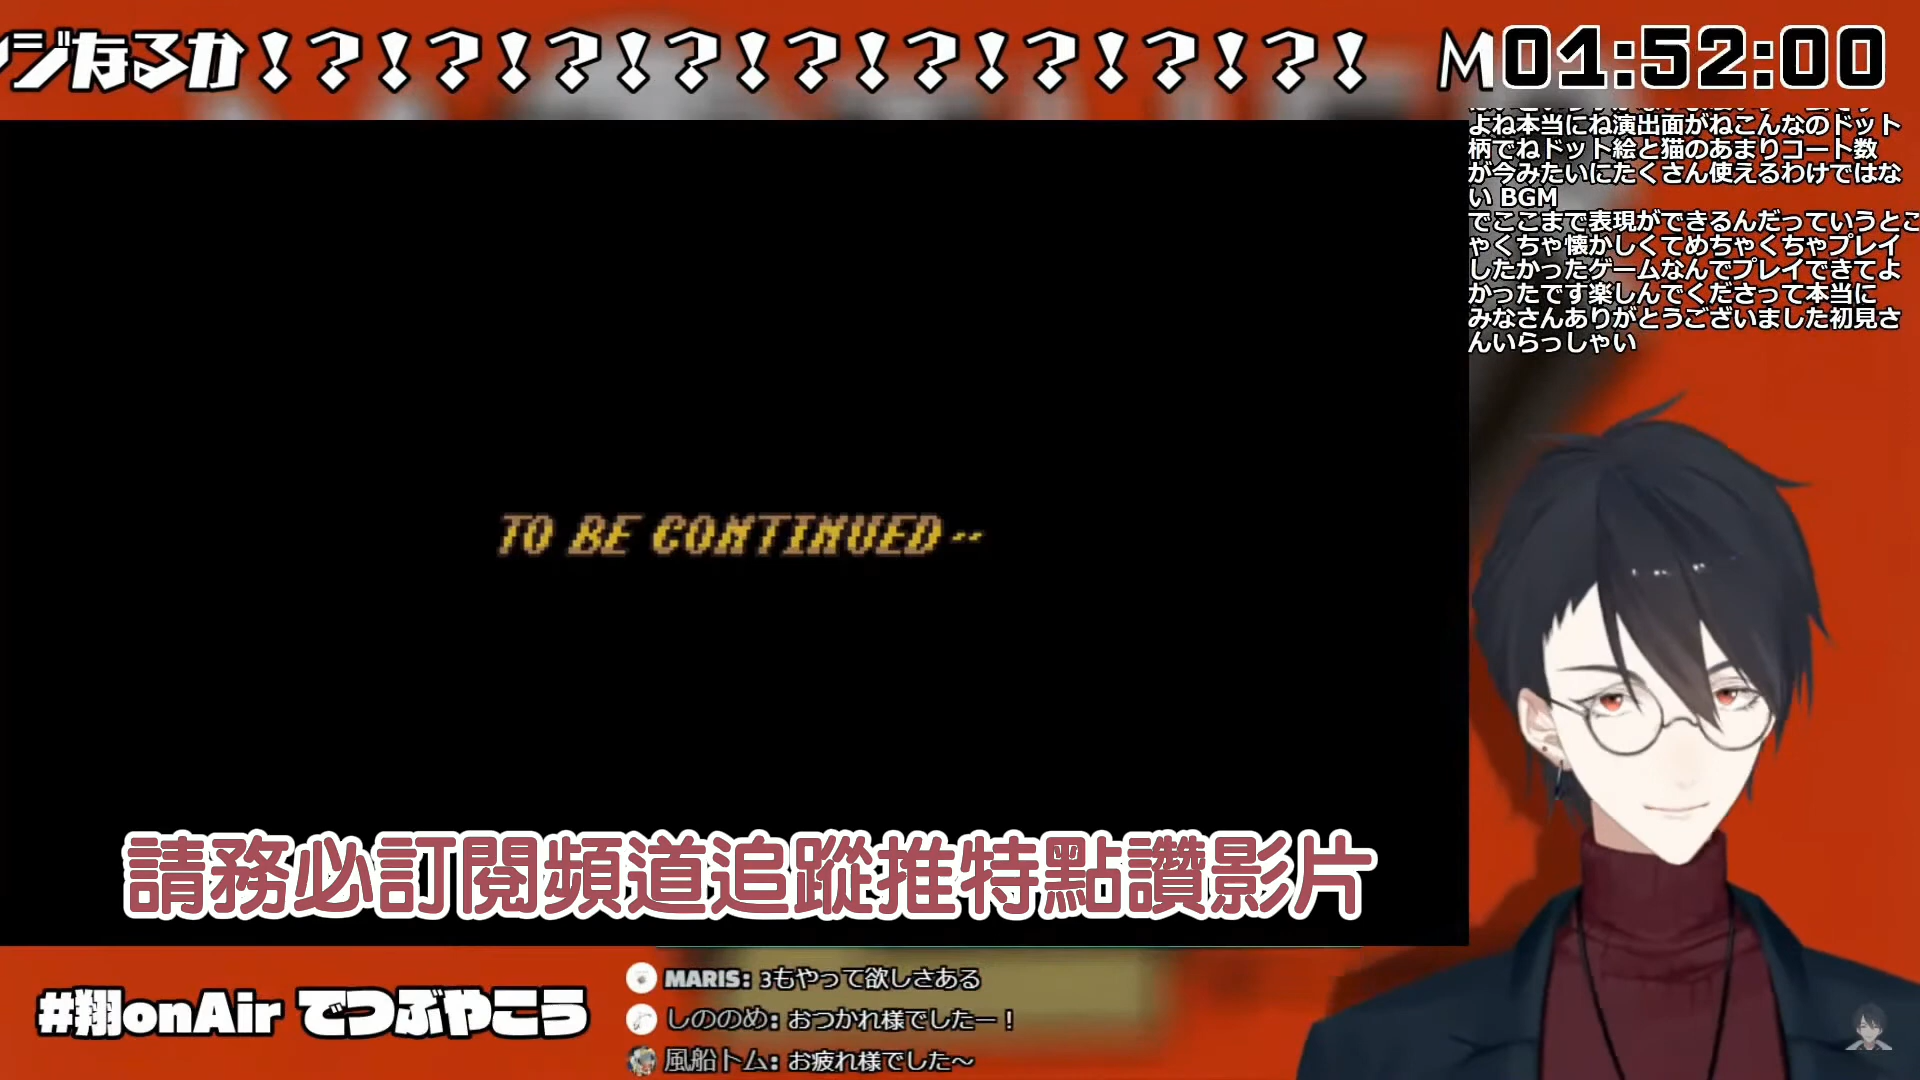 ジなるか！？！？！？！？！？！？！？！？！？！ M
01:52:00
よね本当にね演出面がねこんなのドット
柄でねドット絵と猫のあまりコート数
が今みたいにたくさん使えるわけではな
い BGM
でここまで表現ができるんだっていうとこ
ゃくちゃ懐かしくてめちゃくちゃプレイ
したかったゲームなんでプレイできてよ
かったです楽しんでくださって本当に
みなさんありがとうございました初見さ
んいらっしゃい
TO BE CONTINUED--
請務必訂閱頻道追蹤推特點讚影片
#翔onAir でつぶやこう
MARIS: 3もやって欲しさある
しののめ: おつかれ様でしたー！
風船トム: お疲れ様でした～